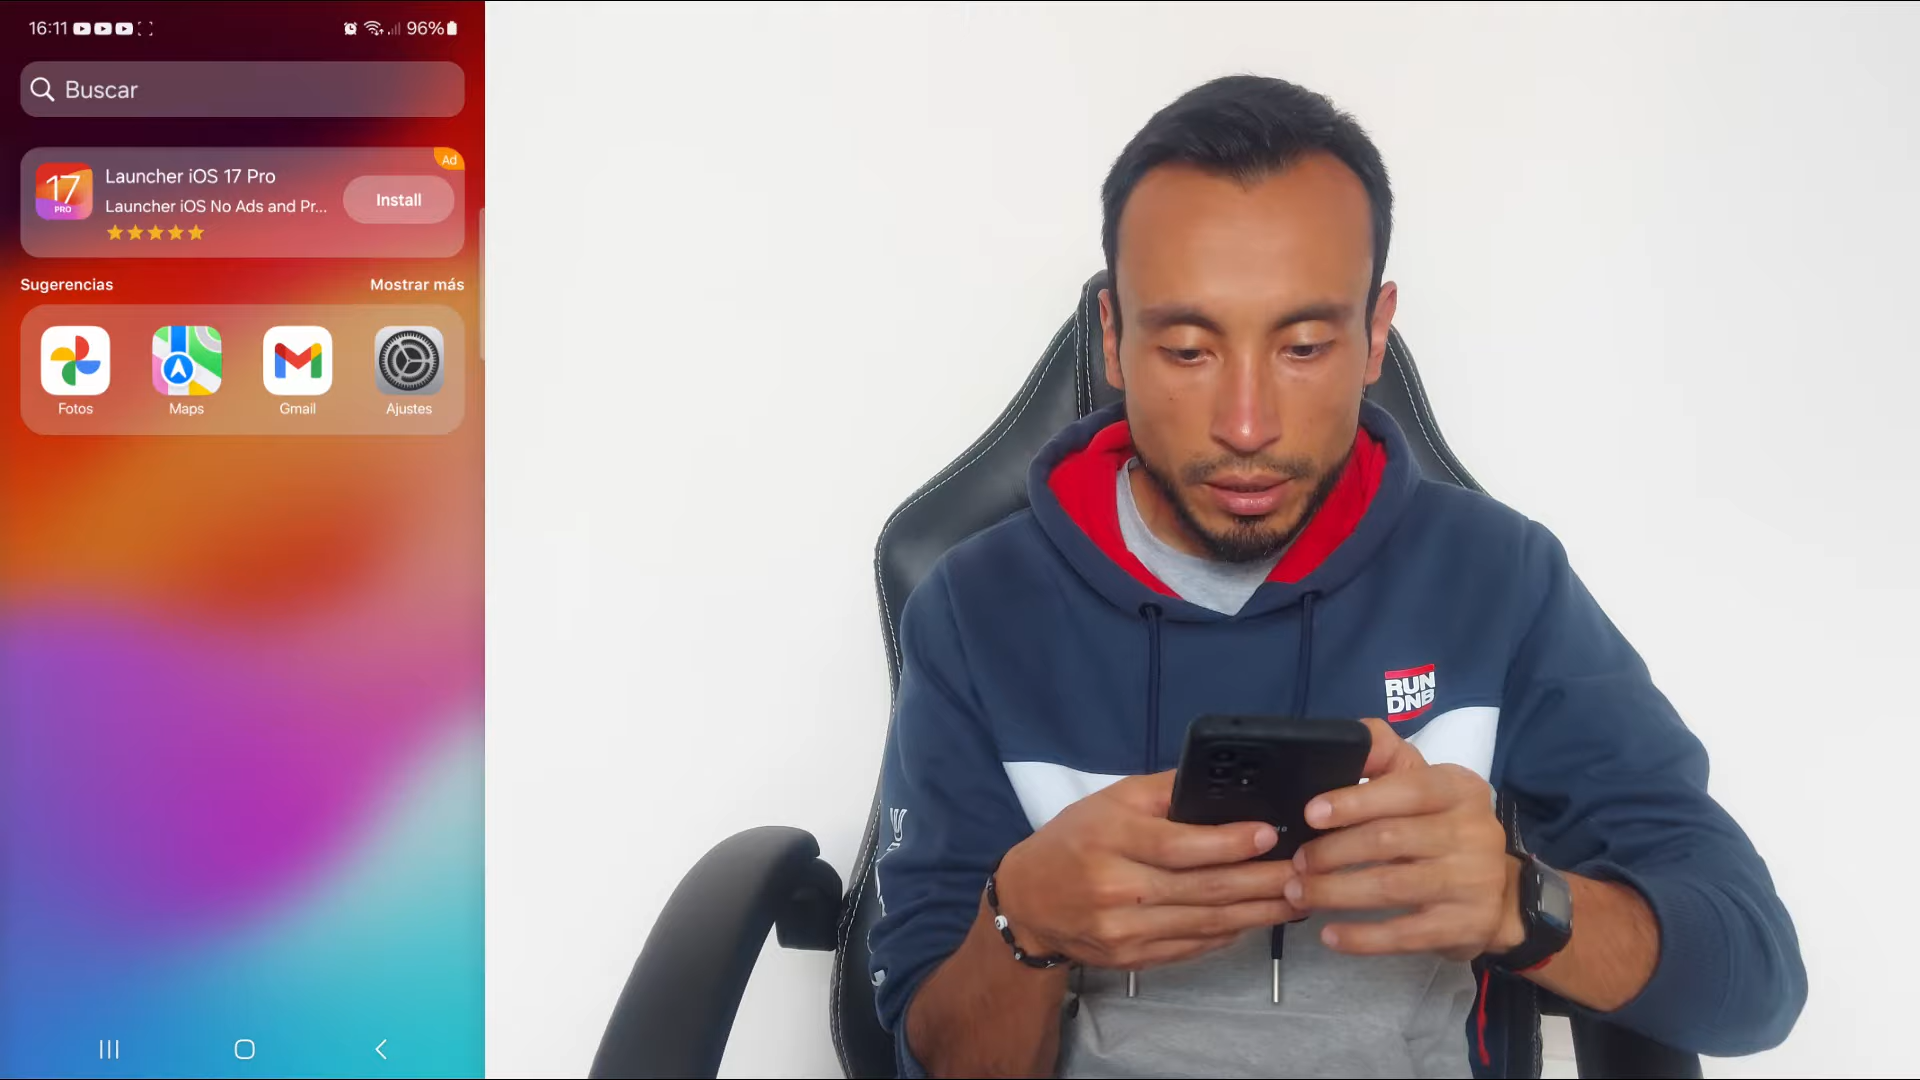 16:11
96%
Buscar
Ad
17
PRO
Launcher iOS 17 Pro
Launcher iOS No Ads and Pr...
Install
Sugerencias
Mostrar más
Fotos
Maps
Gmail
Ajustes
RUN
DNB